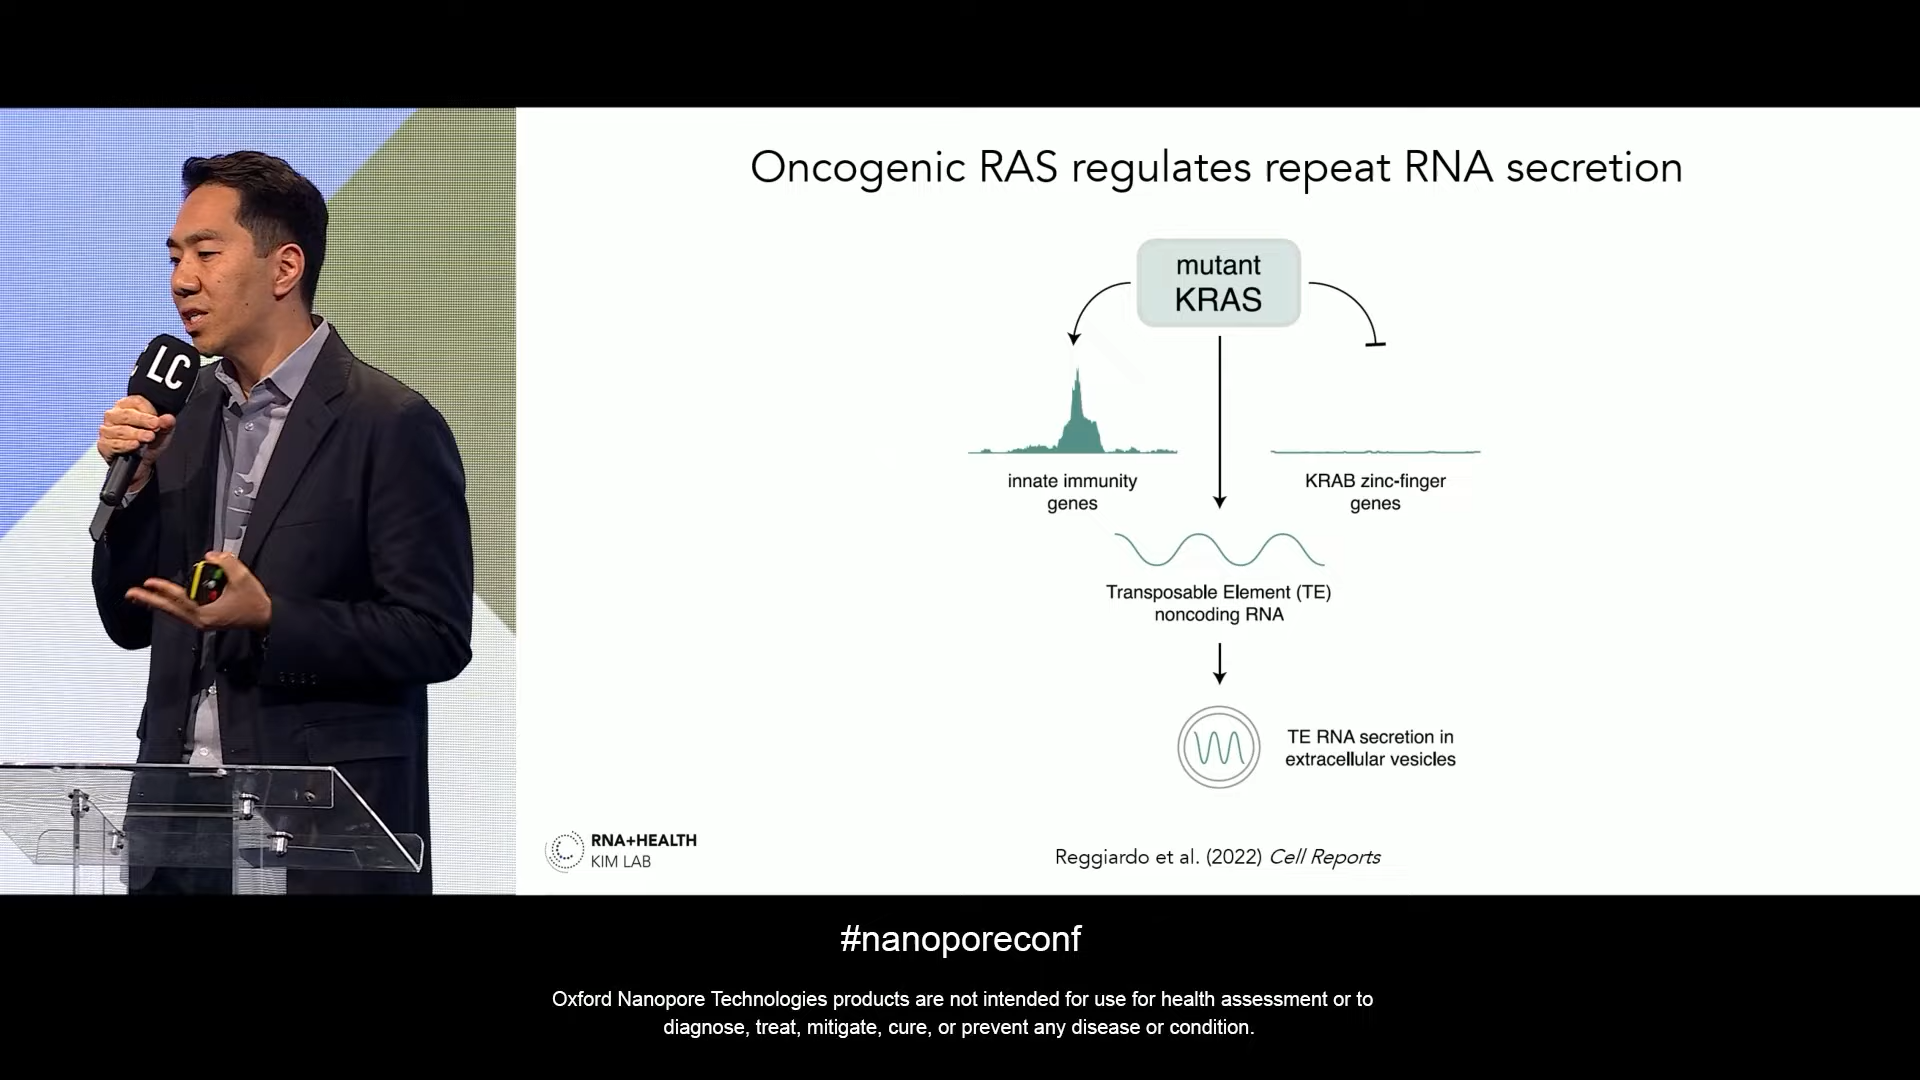 Oncogenic RAS regulates repeat RNA secretion
mutant
KRAS
innate immunity
genes
KRAB zinc-finger
genes
Transposable Element (TE)
noncoding RNA
TE RNA secretion in
extracellular vesicles
LC
RNA+HEALTH
KIM LAB
Reggiardo et al. (2022) Cell Reports
#nanoporeconf
Oxford Nanopore Technologies products are not intended for use for health assessment or to
diagnose, treat, mitigate, cure, or prevent any disease or condition.